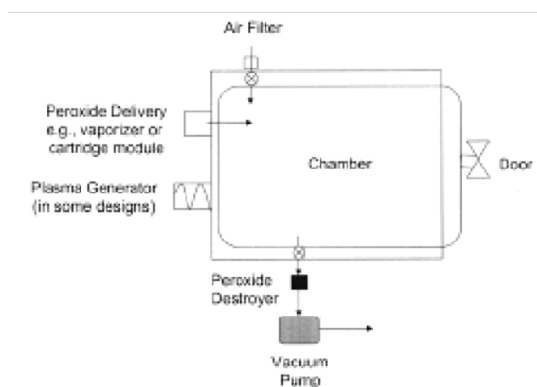 Air Filter
Peroxide Delivery
e.g., vaporizer or
cartridge module
Chamber
Door
Plasma Generator
(in some designs)
Peroxide
Destroyer
Vacuum
Pump